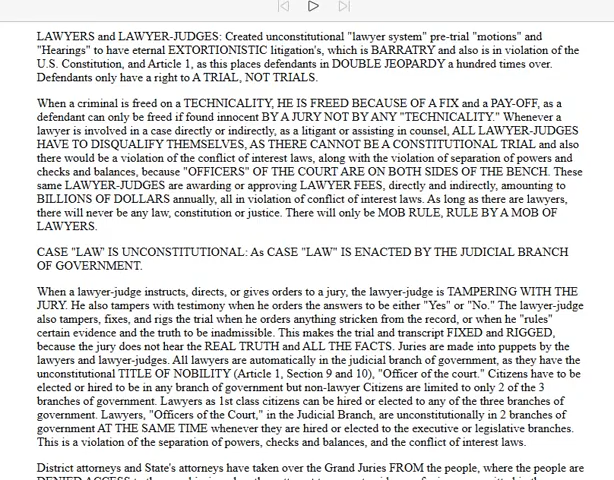 LAWYERS and LAWYER-JUDGES: Created unconstitutional "lawyer system" pre-trial "motions" and
"Hearings" to have eternal EXTORTIONISTIC litigation's, which is BARRATRY and also is in violation of the
U.S. Constitution, and Article 1, as this places defendants in DOUBLE JEOPARDY a hundred times over.
Defendants only have a right to A TRIAL, NOT TRIALS.
When a criminal is freed on a TECHNICALITY, HE IS FREED BECAUSE OF A FIX and a PAY-OFF, as a
defendant can only be freed if found innocent BY A JURY NOT BY ANY "TECHNICALITY." Whenever a
lawyer is involved in a case directly or indirectly, as a litigant or assisting in counsel, ALL LAWYER-JUDGES
HAVE TO DISQUALIFY THEMSELVES, AS THERE CANNOT BE A CONSTITUTIONAL TRIAL and also
there would be a violation of the conflict of interest laws, along with the violation of separation of powers and
checks and balances, because "OFFICERS" OF THE COURT ARE ON BOTH SIDES OF THE BENCH. These
same LAWYER-JUDGES are awarding or approving LAWYER FEES, directly and indirectly, amounting to
BILLIONS OF DOLLARS annually, all in violation of conflict of interest laws. As long as there are lawyers,
there will never be any law, constitution or justice. There will only be MOB RULE, RULE BY A MOB OF
LAWYERS.
CASE "LAW' IS UNCONSTITUTIONAL: As CASE "LAW" IS ENACTED BY THE JUDICIAL BRANCH
OF GOVERNMENT.
When a lawyer-judge instructs, directs, or gives orders to a jury, the lawyer-judge is TAMPERING WITH THE
JURY. He also tampers with testimony when he orders the answers to be either "Yes" or "No." The lawyer-judge
also tampers, fixes, and rigs the trial when he orders anything stricken from the record, or when he "rules"
certain evidence and the truth to be inadmissible. This makes the trial and transcript FIXED and RIGGED,
because the jury does not hear the REAL TRUTH and ALL THE FACTS. Juries are made into puppets by the
lawyers and lawyer-judges. All lawyers are automatically in the judicial branch of government, as they have the
unconstitutional TITLE OF NOBILITY (Article 1, Section 9 and 10), "Officer of the court." Citizens have to be
elected or hired to be in any branch of government but non-lawyer Citizens are limited to only 2 of the 3
branches of government. Lawyers as 1st class citizens can be hired or elected to any of the three branches of
government. Lawyers, "Officers of the Court," in the Judicial Branch, are unconstitutionally in 2 branches of
government AT THE SAME TIME whenever they are hired or elected to the executive or legislative branches.
This is a violation of the separation of powers, checks and balances, and the conflict of interest laws.
District attorneys and State's attorneys have taken over the Grand Juries FROM the people, where the people are